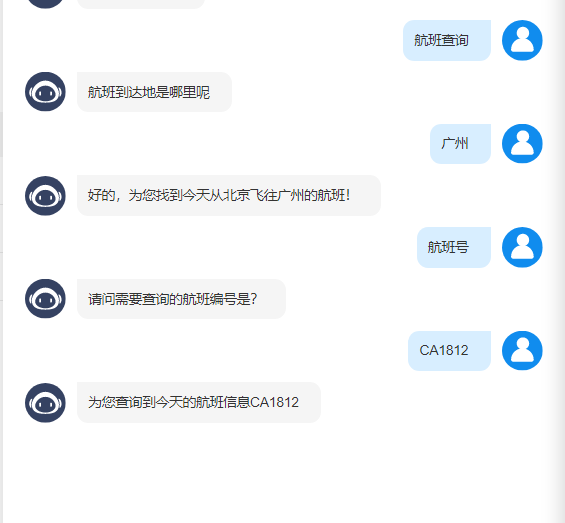 航班查询
航班到达地是哪里呢
广州
好的，为您找到今天从北京飞往广州的航班！
航班号
请问需要查询的航班编号是？
CA1812
为您查询到今天的航班信息CA1812